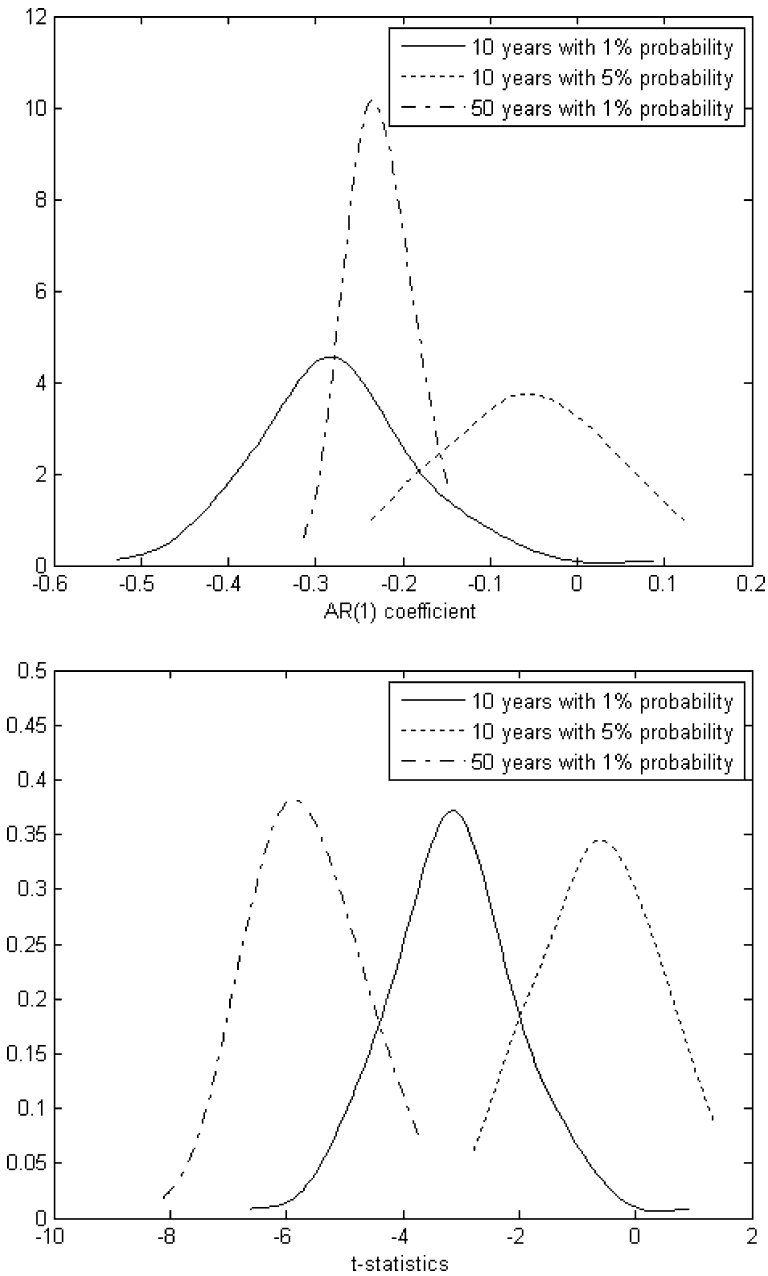 12
10
8
6
4
2
0
10 years with 1% probability
10 years with 5% probability
50 years with 1% probability
-0.6 -0.5 -0.4 -0.3 -0.2 -0.1 0 0.1 0.2
AR(1) coefficient
0.5
0.45
0.4
0.35
0.3
0.25
0.2
0.15
0.1
0.05
0
10 years with 1% probability
10 years with 5% probability
50 years with 1% probability
-10 -8 -6 -4 -2 0 2
t-statistics